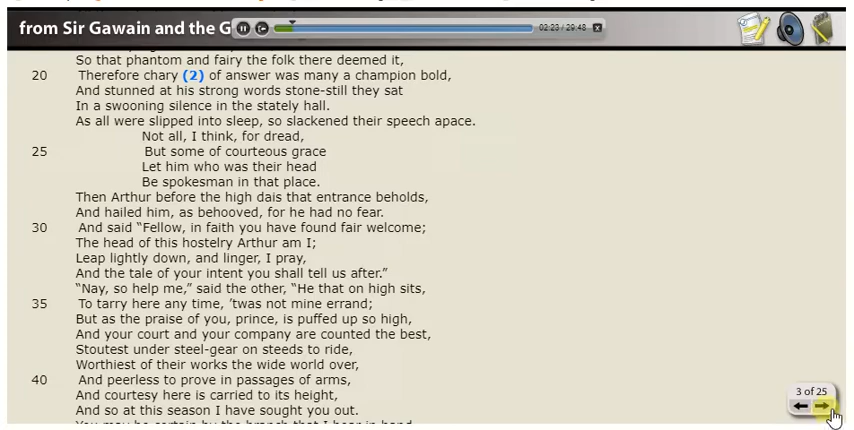 from Sir Gawain and the G
02:23 / 29:48
So that phantom and fairy the folk there deemed it,
20 Therefore chary (2) of answer was many a champion bold,
And stunned at his strong words stone-still they sat
In a swooning silence in the stately hall.
As all were slipped into sleep, so slackened their speech apace.
Not all, I think, for dread,
25 But some of courteous grace
Let him who was their head
Be spokesman in that place.
Then Arthur before the high dais that entrance beholds,
And hailed him, as behooved, for he had no fear.
30 And said “Fellow, in faith you have found fair welcome;
The head of this hostelry Arthur am I;
Leap lightly down, and linger, I pray,
And the tale of your intent you shall tell us after.”
“Nay, so help me,” said the other, “He that on high sits,
35 To tarry here any time, ’twas not mine errand;
But as the praise of you, prince, is puffed up so high,
And your court and your company are counted the best,
Stoutest under steel-gear on steeds to ride,
Worthiest of their works the wide world over,
40 And peerless to prove in passages of arms,
And courtesy here is carried to its height,
And so at this season I have sought you out.
3 of 25